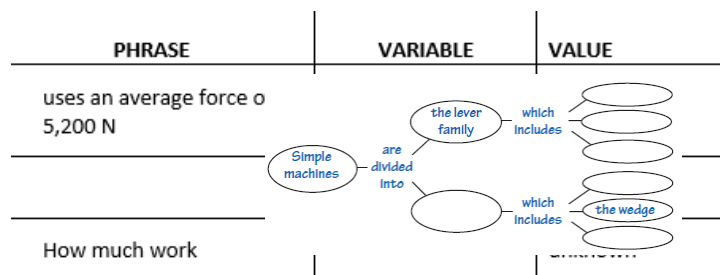 PHRASE VARIABLE VALUE
uses an average force o
5,200 N
Simple
machines
are
divided
into
the lever
family
which
includes
which
includes
the wedge
How much work